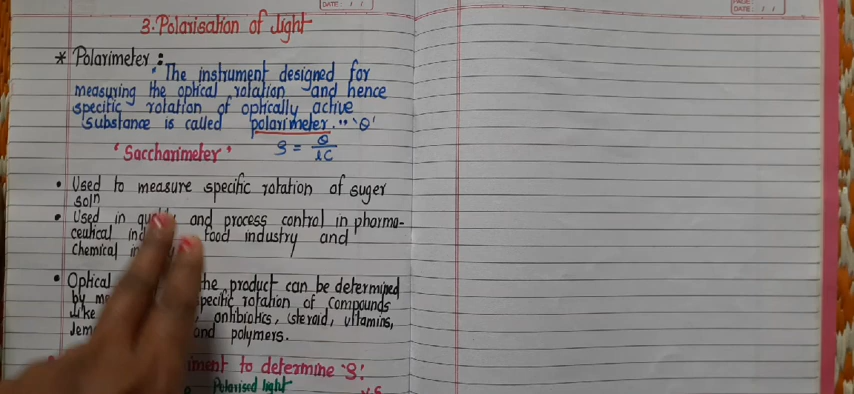 DATE: / /
PAGE:
DATE: / /
3. Polarisation of light
* Polarimeter :
"The instrument designed for
measuring the optical rotation and hence
specific rotation of optically active
substance is called polarimeter." 'θ'
'Saccharimeter' S = θ/lC
• Used to measure specific rotation of suger
soln
• Used in and process control in pharma-
ceutical food industry and
chemical
• Optical the product can be determined
by specific rotation of compounds
like antibiotics, steroid, vitamins,
and polymers.
to determine 'S'.
Polarised light